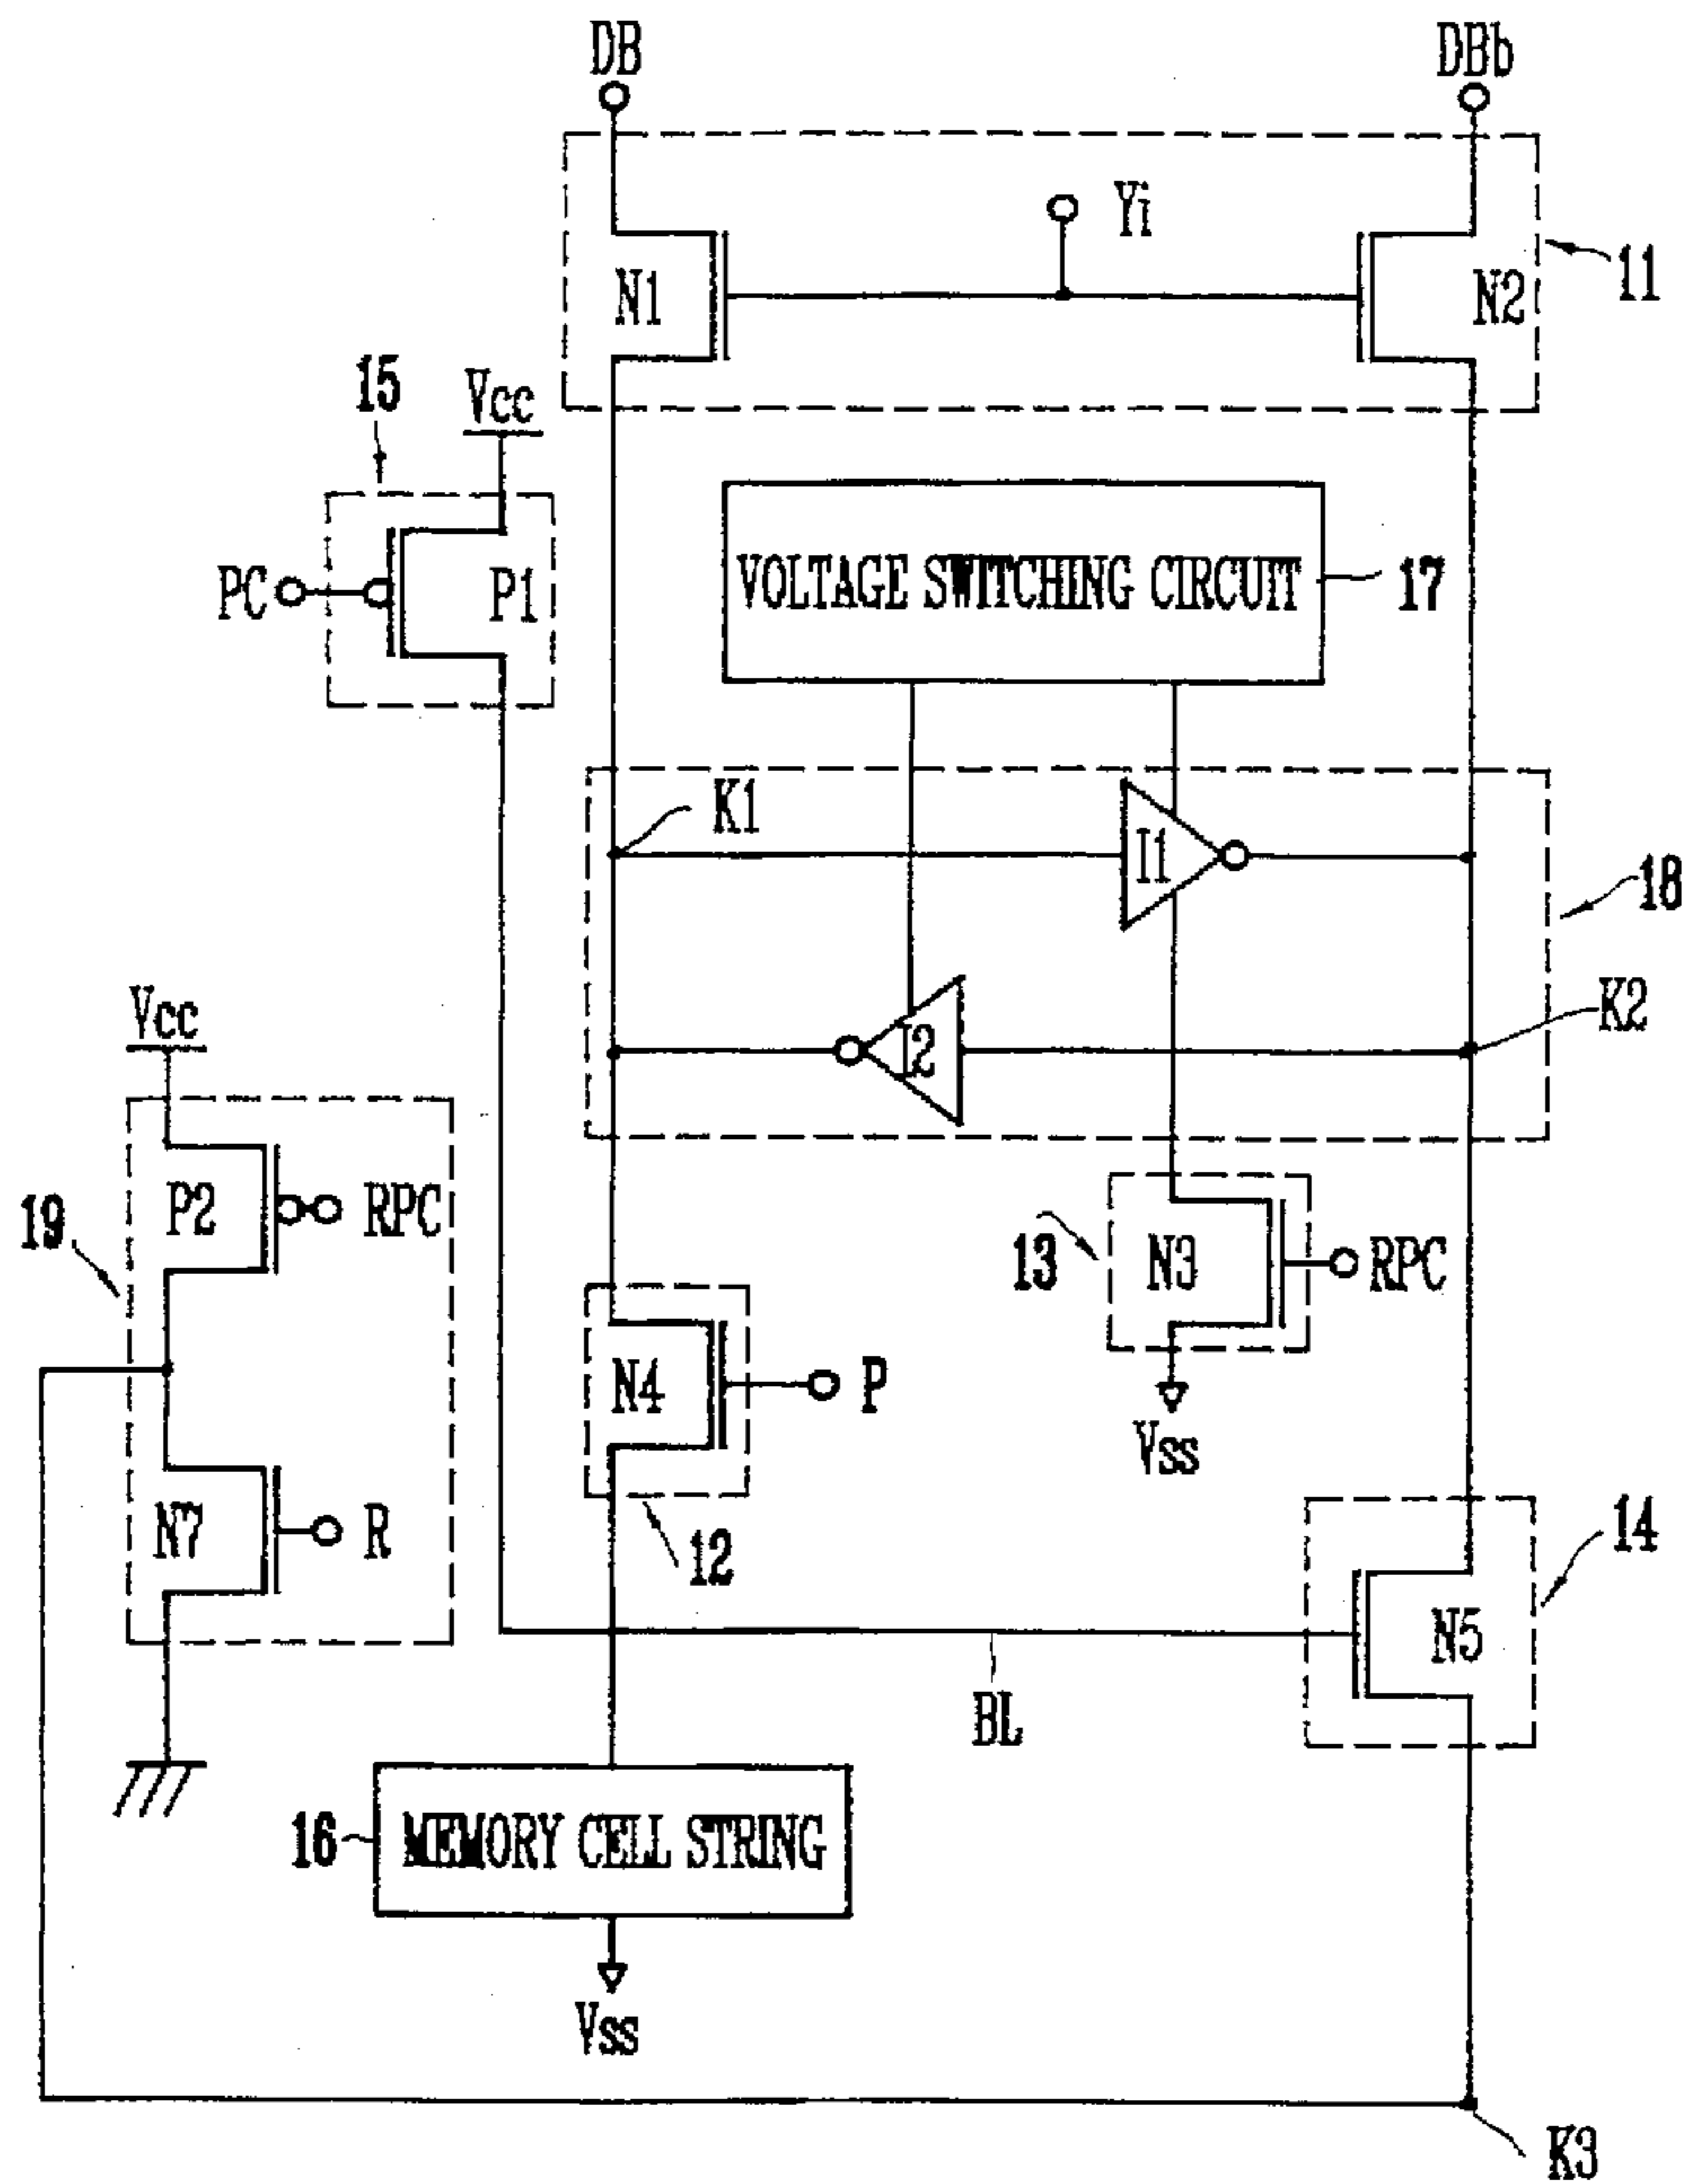 DB
DBb
Yi
N1
N2
11
15
Vcc
PC
P1
VOLTAGE SWITCHING CIRCUIT
17
K1
I1
18
Vcc
I2
K2
P2
RPC
19
13
N3
RPC
N4
P
Vss
N7
R
12
14
N5
BL
16
MEMORY CELL STRING
Vss
K3